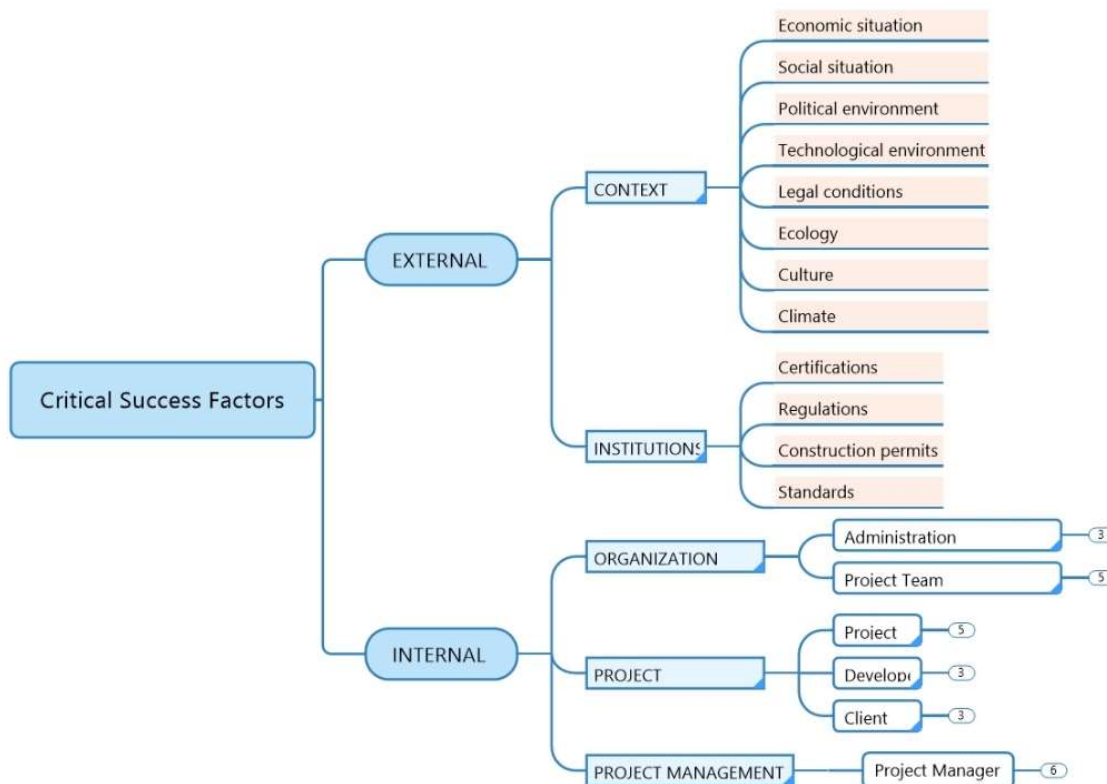 Critical Success Factors
EXTERNAL
CONTEXT
Economic situation
Social situation
Political environment
Technological environment
Legal conditions
Ecology
Culture
Climate
INSTITUTIONS
Certifications
Regulations
Construction permits
Standards
INTERNAL
ORGANIZATION
Administration
3
Project Team
5
PROJECT
Project
5
Develope
3
Client
3
PROJECT MANAGEMENT
Project Manager
6